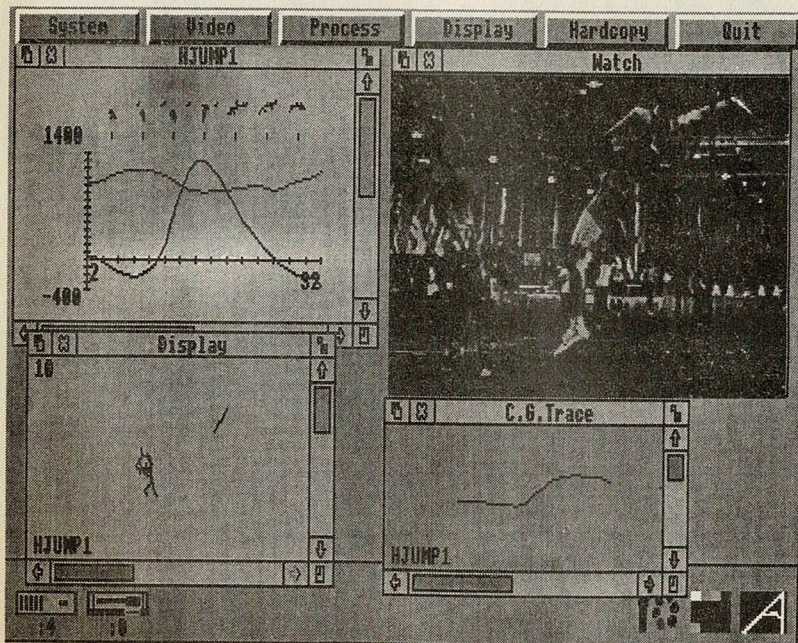 System Video Process Display Hardcopy Quit
HJUMP1
1400
2
32
-400
Watch
Display
10
HJUMP1
C.G.Trace
HJUMP1
:4 :0